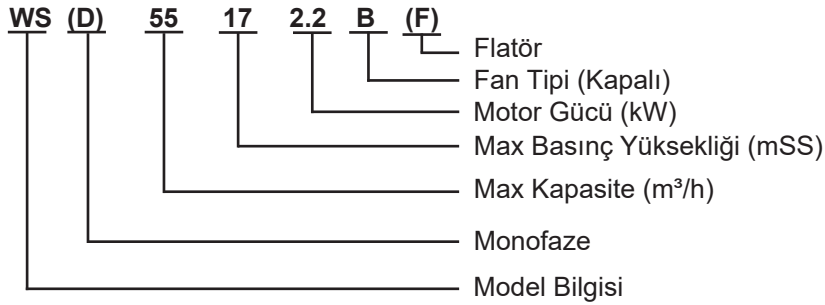 WS (D) 55 17 2.2 B (F)
Flatör
Fan Tipi (Kapalı)
Motor Gücü (kW)
Max Basınç Yüksekliği (mSS)
Max Kapasite (m³/h)
Monofaze
Model Bilgisi